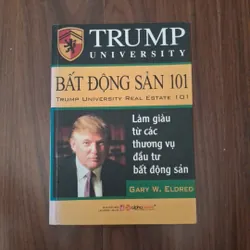 TRUMP
UNIVERSITY
BẤT ĐỘNG SẢN 101
TRUMP UNIVERSITY REAL ESTATE 101
Làm giàu
từ các
thương vụ
đầu tư
bất động sản
GARY W. ELDRED